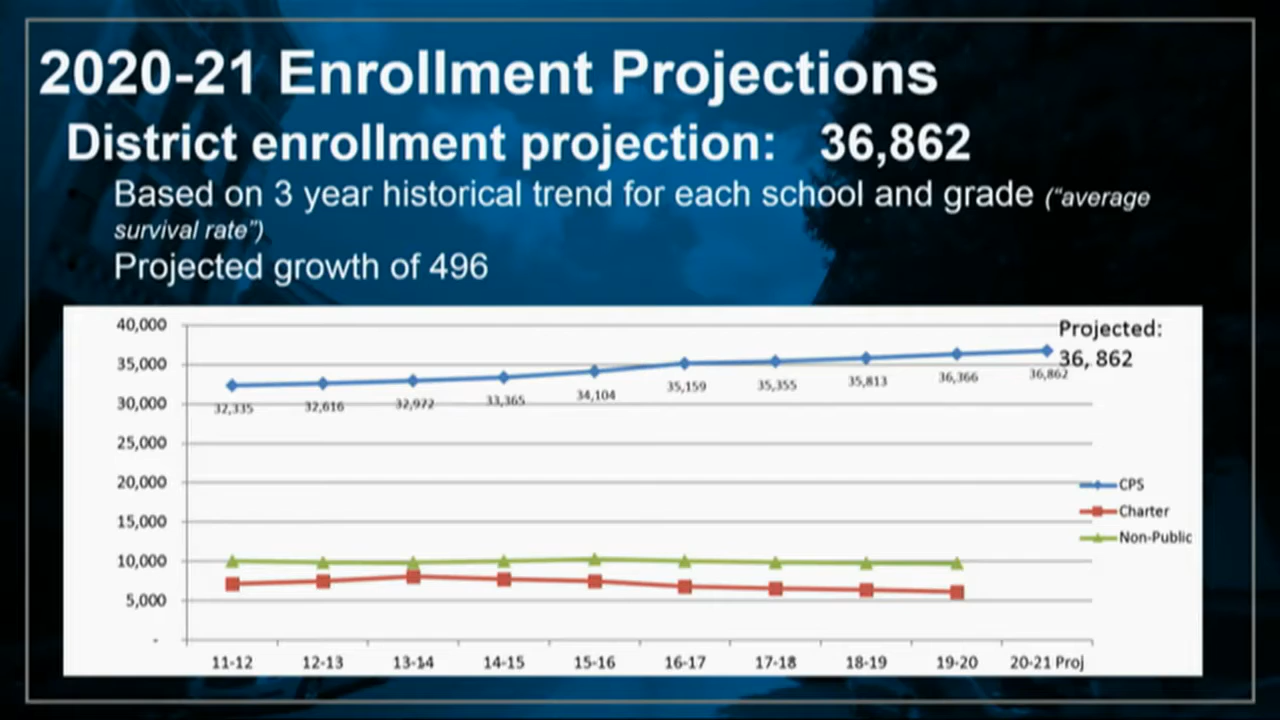 2020-21 Enrollment Projections
District enrollment projection: 36,862
Based on 3 year historical trend for each school and grade (“average
survival rate”)
Projected growth of 496
40,000
35,000
30,000
25,000
20,000
15,000
10,000
5,000
-
Projected:
36, 862
32,335 32,616 32,972 33,365 34,104 35,159 35,355 35,813 36,366 36,862
CPS
Charter
Non-Public
11-12 12-13 13-14 14-15 15-16 16-17 17-18 18-19 19-20 20-21 Proj